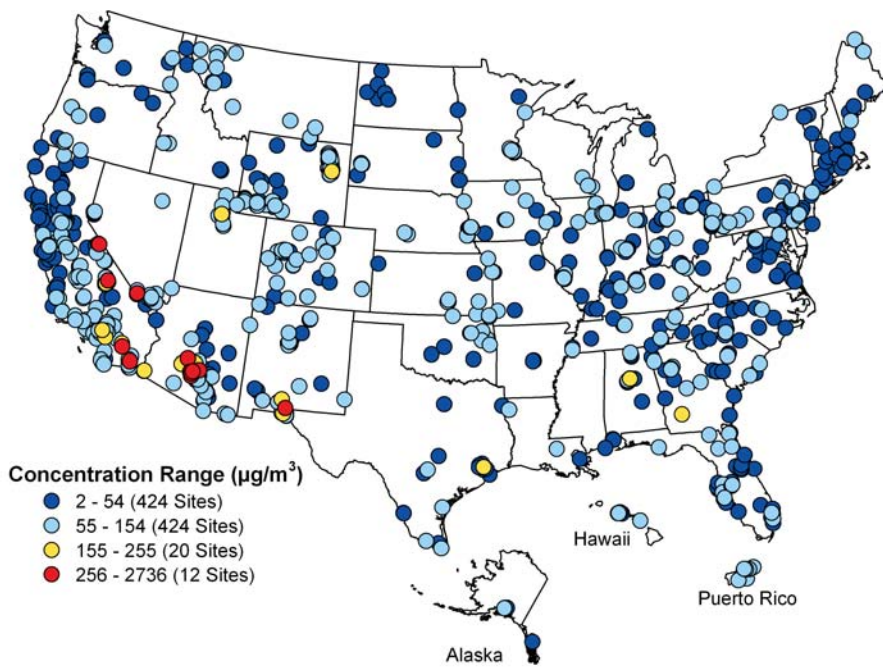 Concentration Range (µg/m³)
2 - 54 (424 Sites)
55 - 154 (424 Sites)
155 - 255 (20 Sites)
256 - 2736 (12 Sites)
Hawaii
Puerto Rico
Alaska